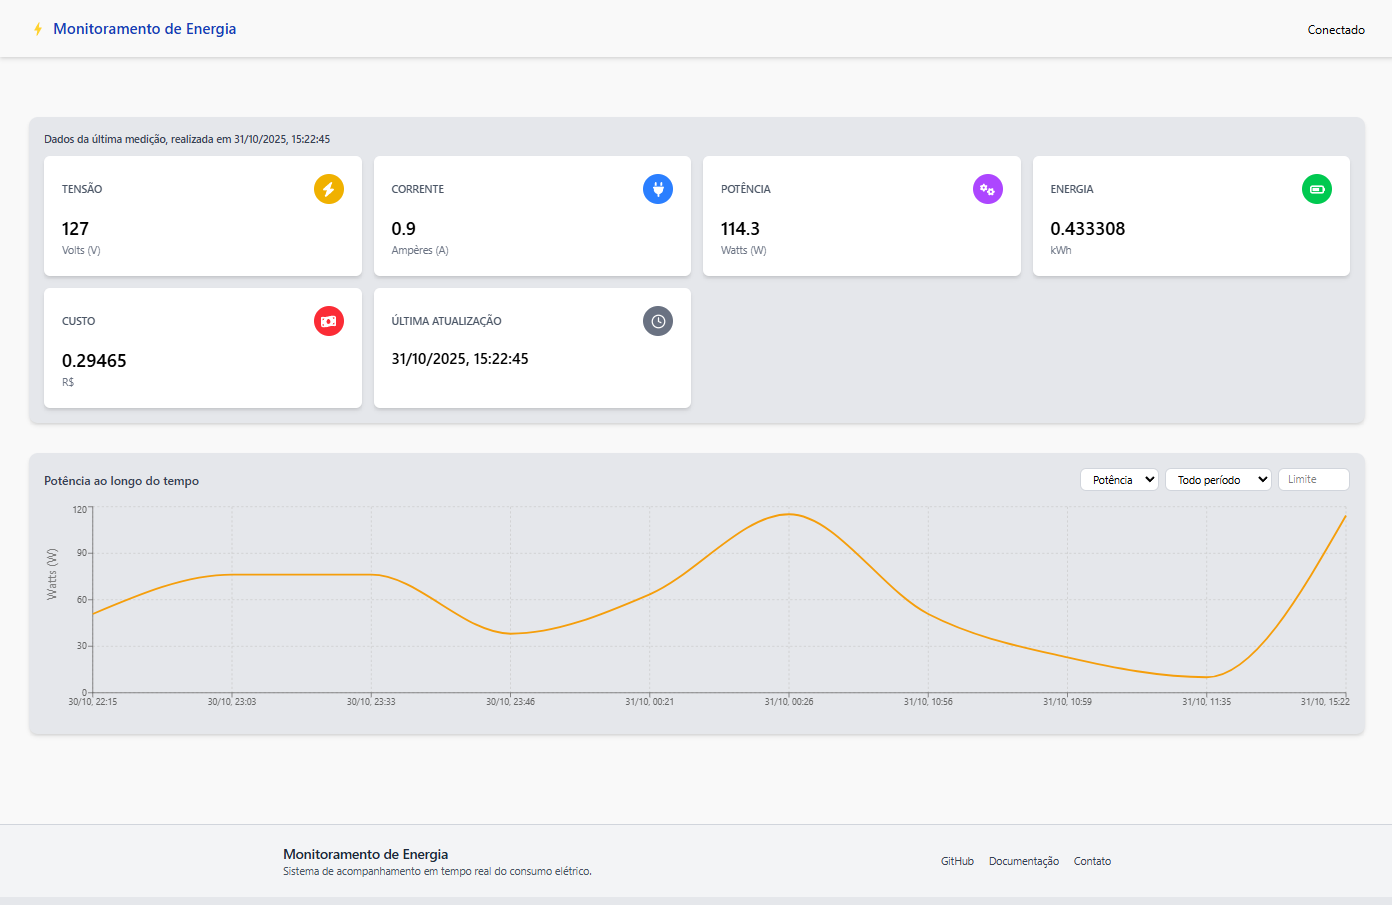 Monitoramento de Energia
Conectado
Dados da última medição, realizada em 31/10/2025, 15:22:45
TENSÃO
127
Volts (V)
CORRENTE
0.9
Ampères (A)
POTÊNCIA
114.3
Watts (W)
ENERGIA
0.433308
kWh
CUSTO
0.29465
R$
ÚLTIMA ATUALIZAÇÃO
31/10/2025, 15:22:45
Potência ao longo do tempo
Potência
Todo período
Limite
Watts (W)
120
90
60
30
0
30/10, 22:15
30/10, 23:03
30/10, 23:33
30/10, 23:46
31/10, 00:21
31/10, 00:26
31/10, 10:56
31/10, 10:59
31/10, 11:35
31/10, 15:22
Monitoramento de Energia
Sistema de acompanhamento em tempo real do consumo elétrico.
GitHub
Documentação
Contato